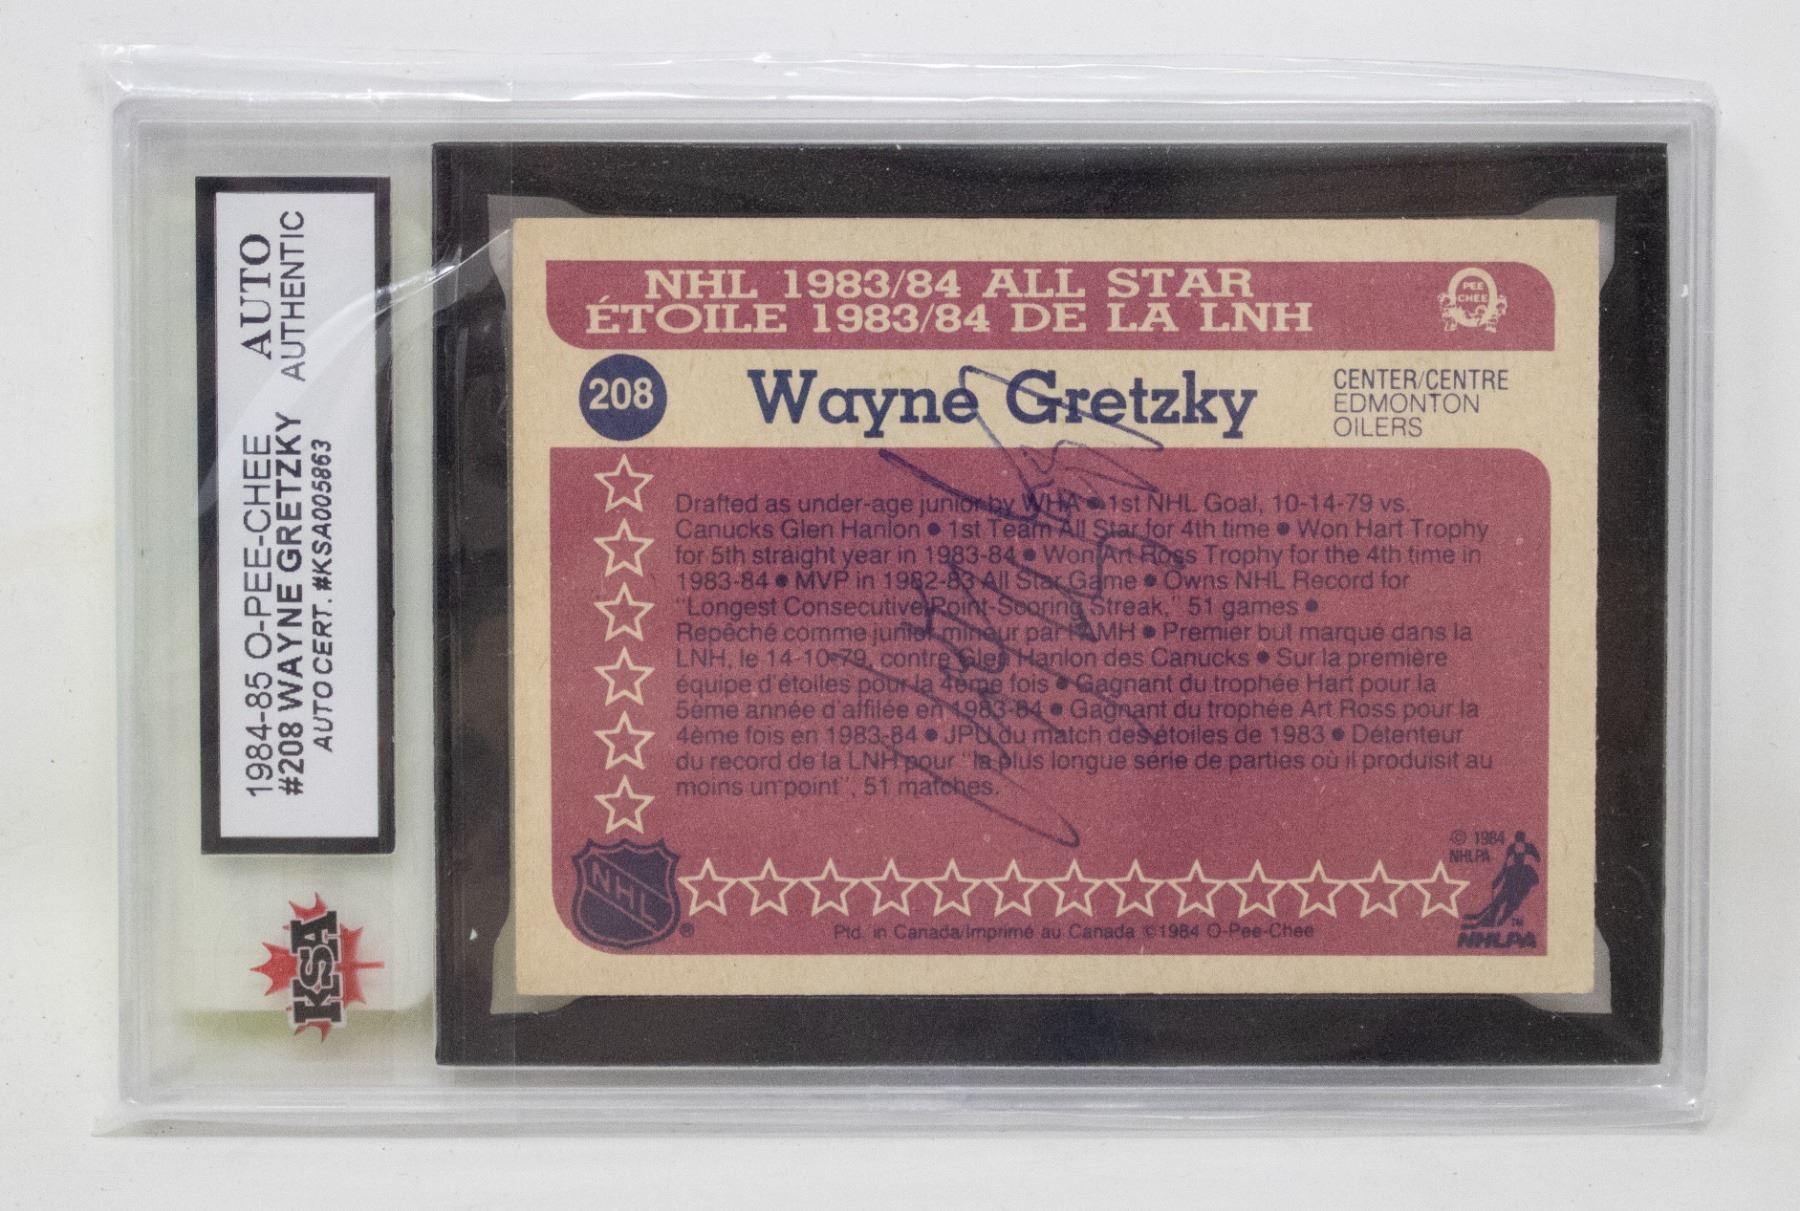 1984-85 O-PEE-CHEE AUTO
#208 WAYNE GRETZKY AUTHENTIC
AUTO CERT. #KSA0005863
KSA
NHL 1983/84 ALL STAR
ÉTOILE 1983/84 DE LA LNH
O
PEE
CHEE
208
Wayne Gretzky
CENTER/CENTRE
EDMONTON
OILERS
Drafted as under-age junior by WHA ● 1st NHL Goal, 10-14-79 vs.
Canucks Glen Hanlon ● 1st Team All Star for 4th time ● Won Hart Trophy
for 5th straight year in 1983-84 ● Won Art Ross Trophy for the 4th time in
1983-84 ● MVP in 1982-83 All Star Game ● Owns NHL Record for
"Longest Consecutive Point-Scoring Streak," 51 games ●
Repêché comme junior mineur par l'AMH ● Premier but marqué dans la
LNH, le 14-10-79, contre Glen Hanlon des Canucks ● Sur la première
équipe d'étoiles pour la 4ème fois ● Gagnant du trophée Hart pour la
5ème année d'affilée en 1983-84 ● Gagnant du trophée Art Ross pour la
4ème fois en 1983-84 ● JPU du match des étoiles de 1983 ● Détenteur
du record de la LNH pour "la plus longue série de parties où il produisit au
moins un point", 51 matches.
© 1984
NHLPA
NHL ®
NHLPA ™
Ptd. in Canada/Imprimé au Canada ©1984 O-Pee-Chee